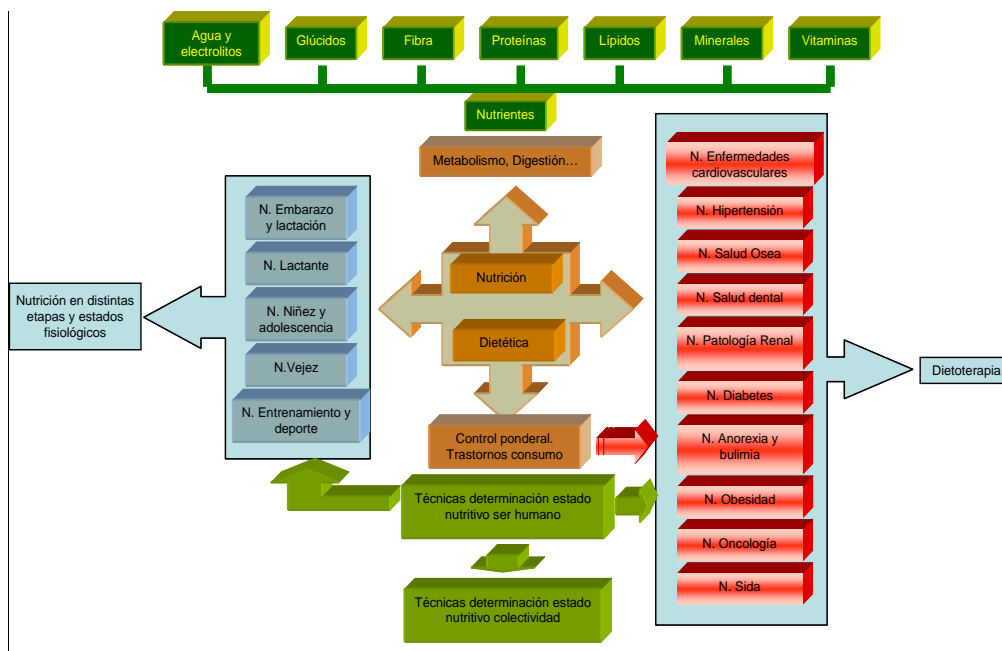 Agua y
electrolitos
Glúcidos
Fibra
Proteínas
Lípidos
Minerales
Vitaminas
Nutrientes
Metabolismo, Digestión…
N. Embarazo
y lactación
N. Lactante
N. Niñez y
adolescencia
N.Vejez
N. Entrenamiento y
deporte
Nutrición en distintas
etapas y estados
fisiológicos
Nutrición
Dietética
Control ponderal.
Trastornos consumo
Técnicas determinación estado
nutritivo ser humano
Técnicas determinación estado
nutritivo colectividad
N. Enfermedades
cardiovasculares
N. Hipertensión
N. Salud Osea
N. Salud dental
N. Patología Renal
N. Diabetes
N. Anorexia y
bulimia
N. Obesidad
N. Oncología
N. Sida
Dietoterapia